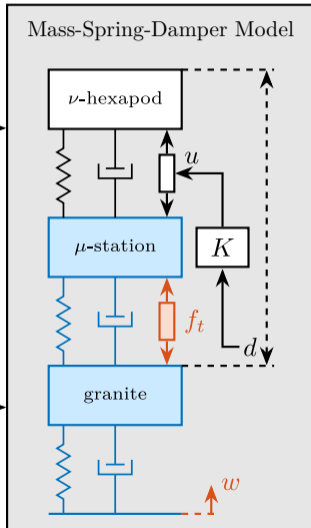 Mass-Spring-Damper Model
ν-hexapod
u
μ-station
K
f_t
d
granite
w